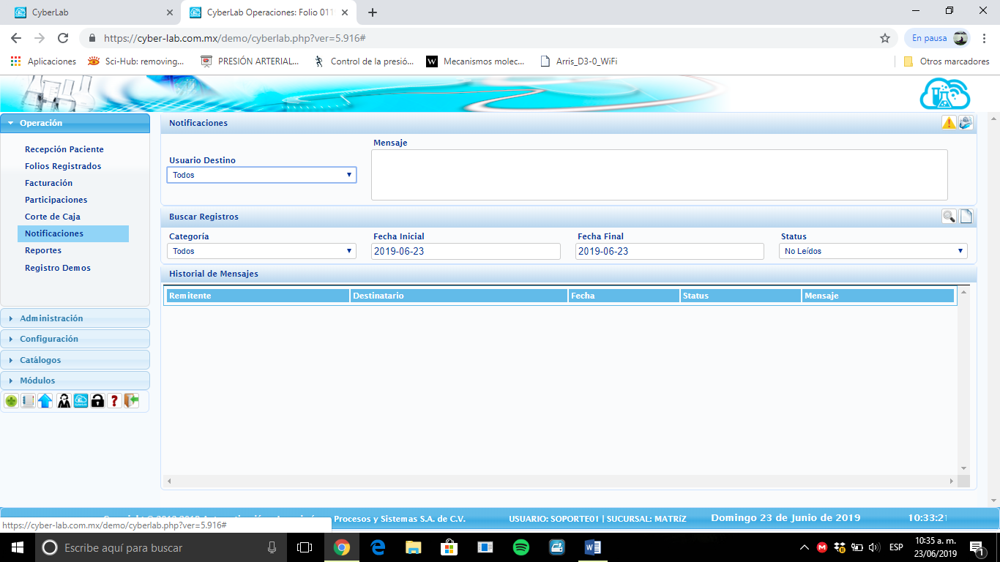 CyberLab
CyberLab Operaciones: Folio 011
https://cyber-lab.com.mx/demo/cyberlab.php?ver=5.916#
En pausa
Aplicaciones
Sci-Hub: removing...
PRESIÓN ARTERIAL...
Control de la presió...
W
Mecanismos molec...
Arris_D3-0_WiFi
Otros marcadores
Operación
Recepción Paciente
Folios Registrados
Facturación
Participaciones
Corte de Caja
Notificaciones
Reportes
Registro Demos
Administración
Configuración
Catálogos
Módulos
Notificaciones
Usuario Destino
Todos
Mensaje
Buscar Registros
Categoría
Fecha Inicial
Fecha Final
Status
Todos
2019-06-23
2019-06-23
No Leídos
Historial de Mensajes
Remitente
Destinatario
Fecha
Status
Mensaje
Procesos y Sistemas S.A. de C.V.
USUARIO: SOPORTE01 | SUCURSAL: MATRíZ
Domingo 23 de Junio de 2019
10:33:21
https://cyber-lab.com.mx/demo/cyberlab.php?ver=5.916#
Escribe aquí para buscar
ESP
10:35 a. m.
23/06/2019
1